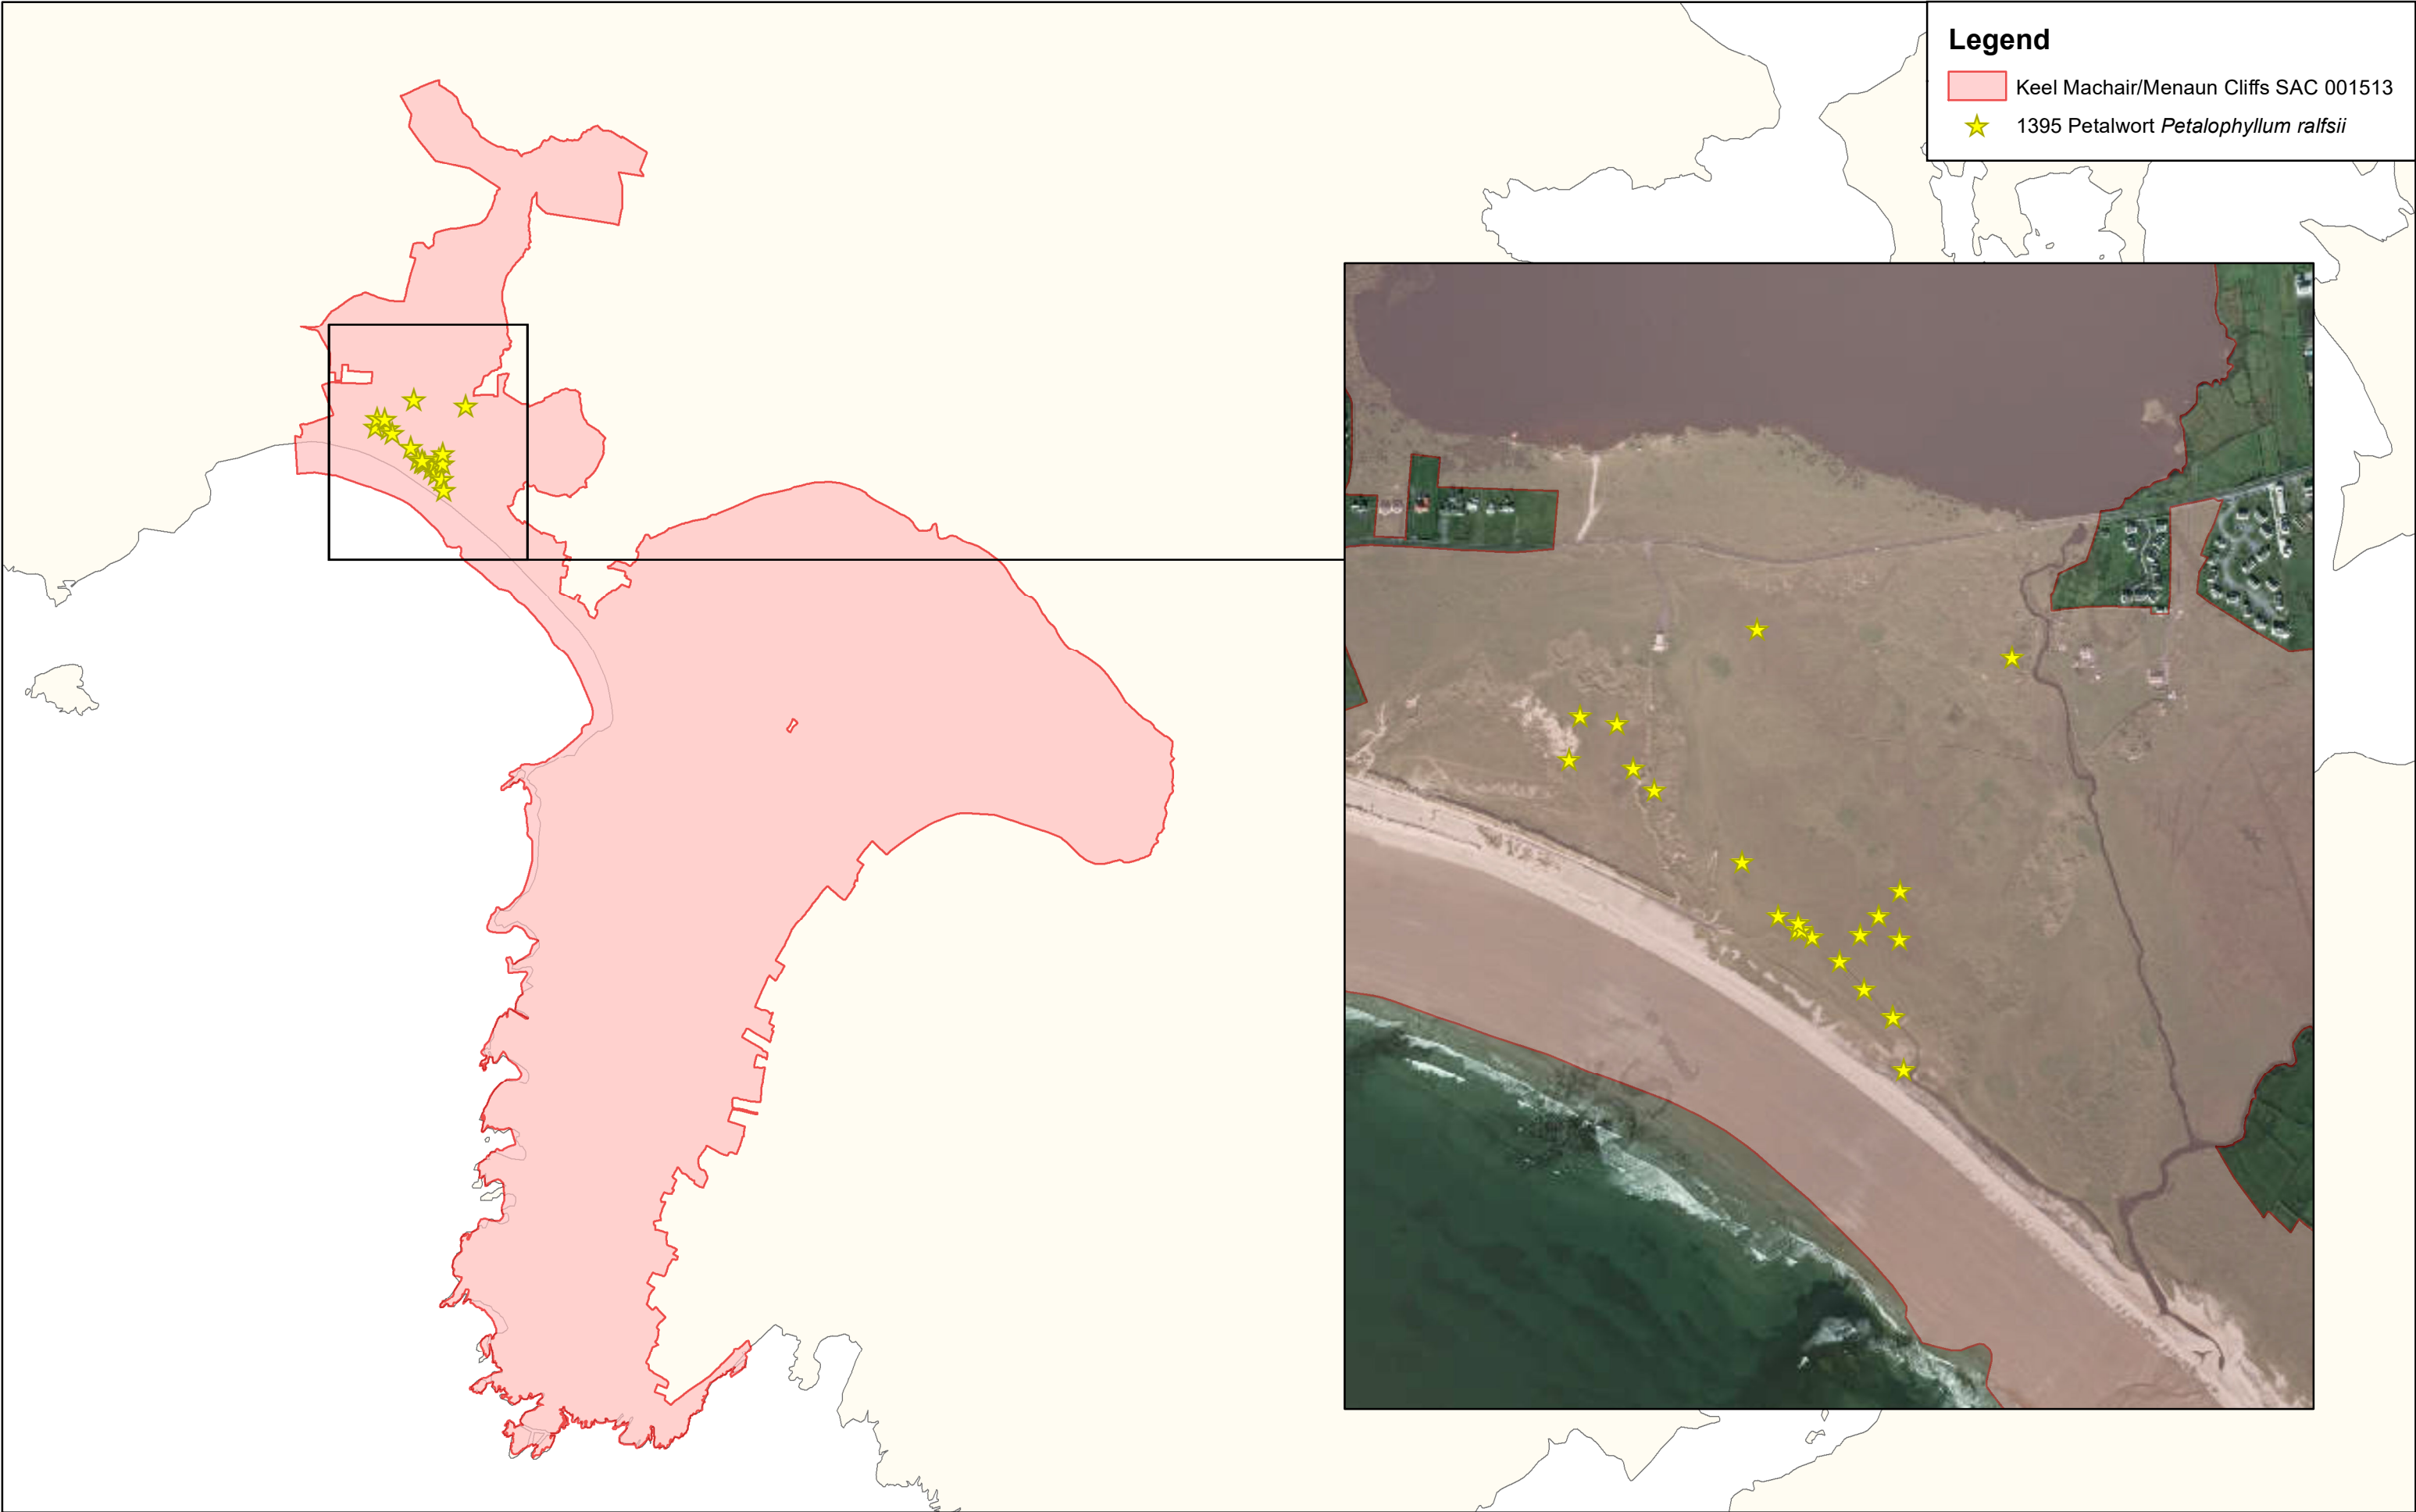 Legend
Keel Machair/Menaun Cliffs SAC 001513
1395 Petalwort Petalophyllum ralfsii